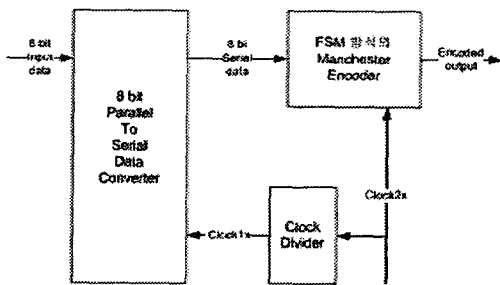 8 bit
Input
data
8 bit
Parallel
To
Serial
Data
Converter
8 bi
Serial
data
FSM 방식의
Manchester
Encoder
Encoded
output
Clock1x
Clock
Divider
Clock2x